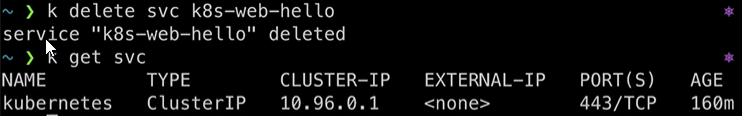 ~ ❯ k delete svc k8s-web-hello
service "k8s-web-hello" deleted
~ ❯ k get svc
NAME TYPE CLUSTER-IP EXTERNAL-IP PORT(S) AGE
kubernetes ClusterIP 10.96.0.1 <none> 443/TCP 160m